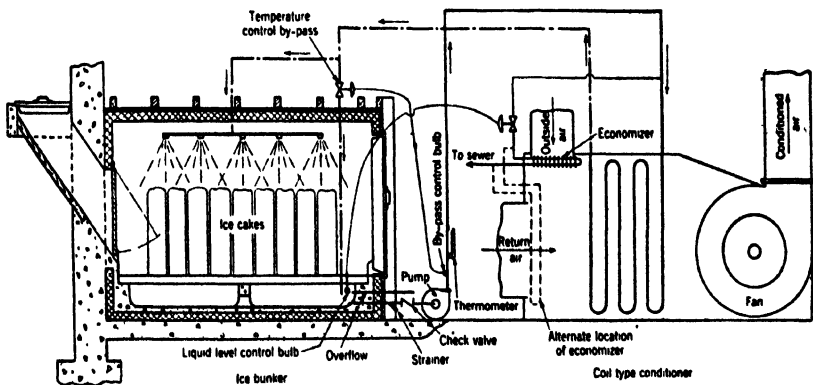 Temperature
control by-pass
Outside
air
Economizer
Conditioned
air
To sewer
By-pass control bulb
Ice cakes
Return
air
Pump
Thermometer
Fan
Liquid level control bulb
Overflow
Strainer
Check valve
Alternate location
of economizer
Ice bunker
Coil type conditioner